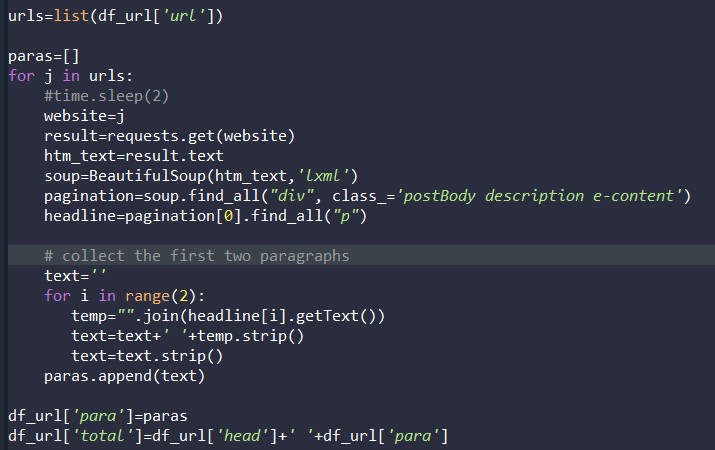 urls=list(df_url['url'])
paras=[]
for j in urls:
    #time.sleep(2)
    website=j
    result=requests.get(website)
    htm_text=result.text
    soup=BeautifulSoup(htm_text,'lxml')
    pagination=soup.find_all("div", class_='postBody description e-content')
    headline=pagination[0].find_all("p")
    # collect the first two paragraphs
    text=''
    for i in range(2):
       temp="".join(headline[i].getText())
       text=text+' '+temp.strip()
       text=text.strip()
    paras.append(text)
df_url['para']=paras
df_url['total']=df_url['head']+' '+df_url['para']